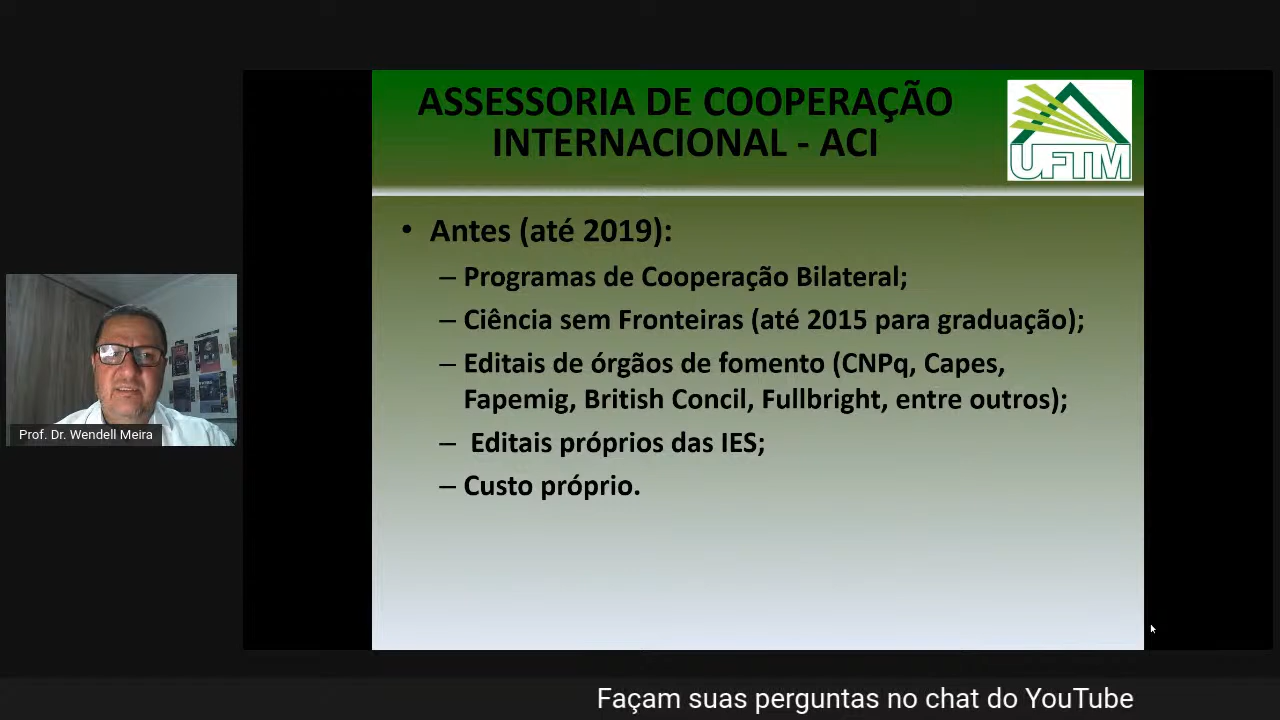 ASSESSORIA DE COOPERAÇÃO
INTERNACIONAL - ACI
UFTM
• Antes (até 2019):
– Programas de Cooperação Bilateral;
– Ciência sem Fronteiras (até 2015 para graduação);
– Editais de órgãos de fomento (CNPq, Capes,
Fapemig, British Concil, Fullbright, entre outros);
– Editais próprios das IES;
– Custo próprio.
Prof. Dr. Wendell Meira
Façam suas perguntas no chat do YouTube